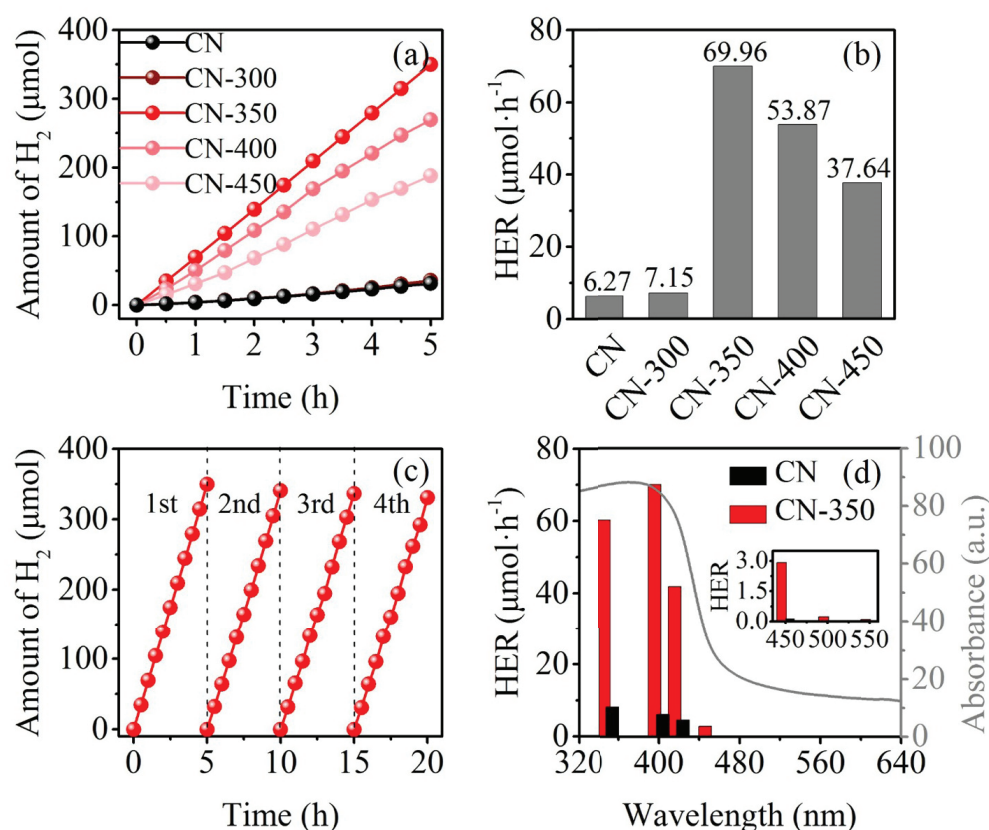 (a)
CN
CN-300
CN-350
CN-400
CN-450
400
300
200
100
0
0 1 2 3 4 5
Amount of H2 (μmol)
Time (h)
(b)
80
60
40
20
0
6.27
7.15
69.96
53.87
37.64
CN
CN-300
CN-350
CN-400
CN-450
HER (μmol·h-1)
(c)
1st 2nd 3rd 4th
400
300
200
100
0
0 5 10 15 20
Amount of H2 (μmol)
Time (h)
(d)
CN
CN-350
80
60
40
20
0
HER (μmol·h-1)
100
80
60
40
20
0
Absorbance (a.u.)
HER
3.0
1.5
0.0
450 500 550
320 400 480 560 640
Wavelength (nm)